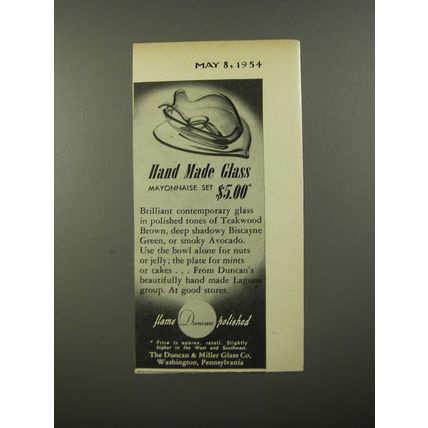 MAY 8, 1954
Hand Made Glass
MAYONNAISE SET $5.00*
Brilliant contemporary glass
in polished tones of Teakwood
Brown, deep shadowy Biscayne
Green, or smoky Avocado.
Use the bowl alone for nuts
or jelly; the plate for mints
or cakes . . . From Duncan's
beautifully hand made Laguna
group. At good stores.
flame Duncan polished
* Price is approx. retail. Slightly
higher in the West and Southwest.
The Duncan & Miller Glass Co.
Washington, Pennsylvania